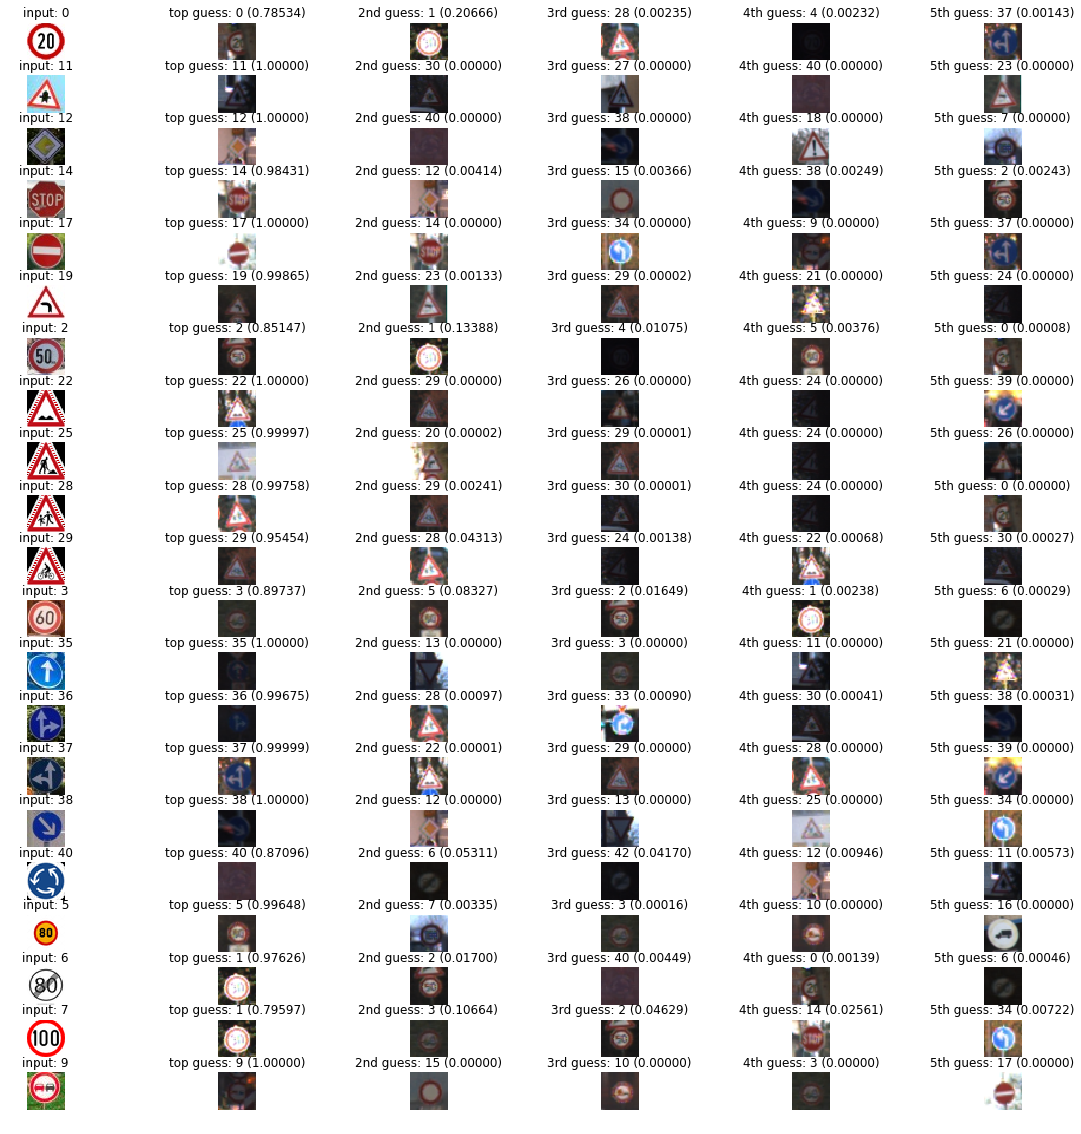 input: 0 top guess: 0 (0.78534) 2nd guess: 1 (0.20666) 3rd guess: 28 (0.00235) 4th guess: 4 (0.00232) 5th guess: 37 (0.00143)
20
input: 11 top guess: 11 (1.00000) 2nd guess: 30 (0.00000) 3rd guess: 27 (0.00000) 4th guess: 40 (0.00000) 5th guess: 23 (0.00000)
input: 12 top guess: 12 (1.00000) 2nd guess: 40 (0.00000) 3rd guess: 38 (0.00000) 4th guess: 18 (0.00000) 5th guess: 7 (0.00000)
input: 14 top guess: 14 (0.98431) 2nd guess: 12 (0.00414) 3rd guess: 15 (0.00366) 4th guess: 38 (0.00249) 5th guess: 2 (0.00243)
STOP STOP
input: 17 top guess: 17 (1.00000) 2nd guess: 14 (0.00000) 3rd guess: 34 (0.00000) 4th guess: 9 (0.00000) 5th guess: 37 (0.00000)
STOP
input: 19 top guess: 19 (0.99865) 2nd guess: 23 (0.00133) 3rd guess: 29 (0.00002) 4th guess: 21 (0.00000) 5th guess: 24 (0.00000)
input: 2 top guess: 2 (0.85147) 2nd guess: 1 (0.13388) 3rd guess: 4 (0.01075) 4th guess: 5 (0.00376) 5th guess: 0 (0.00008)
50
input: 22 top guess: 22 (1.00000) 2nd guess: 29 (0.00000) 3rd guess: 26 (0.00000) 4th guess: 24 (0.00000) 5th guess: 39 (0.00000)
input: 25 top guess: 25 (0.99997) 2nd guess: 20 (0.00002) 3rd guess: 29 (0.00001) 4th guess: 24 (0.00000) 5th guess: 26 (0.00000)
input: 28 top guess: 28 (0.99758) 2nd guess: 29 (0.00241) 3rd guess: 30 (0.00001) 4th guess: 24 (0.00000) 5th guess: 0 (0.00000)
input: 29 top guess: 29 (0.95454) 2nd guess: 28 (0.04313) 3rd guess: 24 (0.00138) 4th guess: 22 (0.00068) 5th guess: 30 (0.00027)
input: 3 top guess: 3 (0.89737) 2nd guess: 5 (0.08327) 3rd guess: 2 (0.01649) 4th guess: 1 (0.00238) 5th guess: 6 (0.00029)
60
input: 35 top guess: 35 (1.00000) 2nd guess: 13 (0.00000) 3rd guess: 3 (0.00000) 4th guess: 11 (0.00000) 5th guess: 21 (0.00000)
input: 36 top guess: 36 (0.99675) 2nd guess: 28 (0.00097) 3rd guess: 33 (0.00090) 4th guess: 30 (0.00041) 5th guess: 38 (0.00031)
input: 37 top guess: 37 (0.99999) 2nd guess: 22 (0.00001) 3rd guess: 29 (0.00000) 4th guess: 28 (0.00000) 5th guess: 39 (0.00000)
input: 38 top guess: 38 (1.00000) 2nd guess: 12 (0.00000) 3rd guess: 13 (0.00000) 4th guess: 25 (0.00000) 5th guess: 34 (0.00000)
input: 40 top guess: 40 (0.87096) 2nd guess: 6 (0.05311) 3rd guess: 42 (0.04170) 4th guess: 12 (0.00946) 5th guess: 11 (0.00573)
input: 5 top guess: 5 (0.99648) 2nd guess: 7 (0.00335) 3rd guess: 3 (0.00016) 4th guess: 10 (0.00000) 5th guess: 16 (0.00000)
80
input: 6 top guess: 1 (0.97626) 2nd guess: 2 (0.01700) 3rd guess: 40 (0.00449) 4th guess: 0 (0.00139) 5th guess: 6 (0.00046)
80
input: 7 top guess: 1 (0.79597) 2nd guess: 3 (0.10664) 3rd guess: 2 (0.04629) 4th guess: 14 (0.02561) 5th guess: 34 (0.00722)
100 STOP
input: 9 top guess: 9 (1.00000) 2nd guess: 15 (0.00000) 3rd guess: 10 (0.00000) 4th guess: 3 (0.00000) 5th guess: 17 (0.00000)